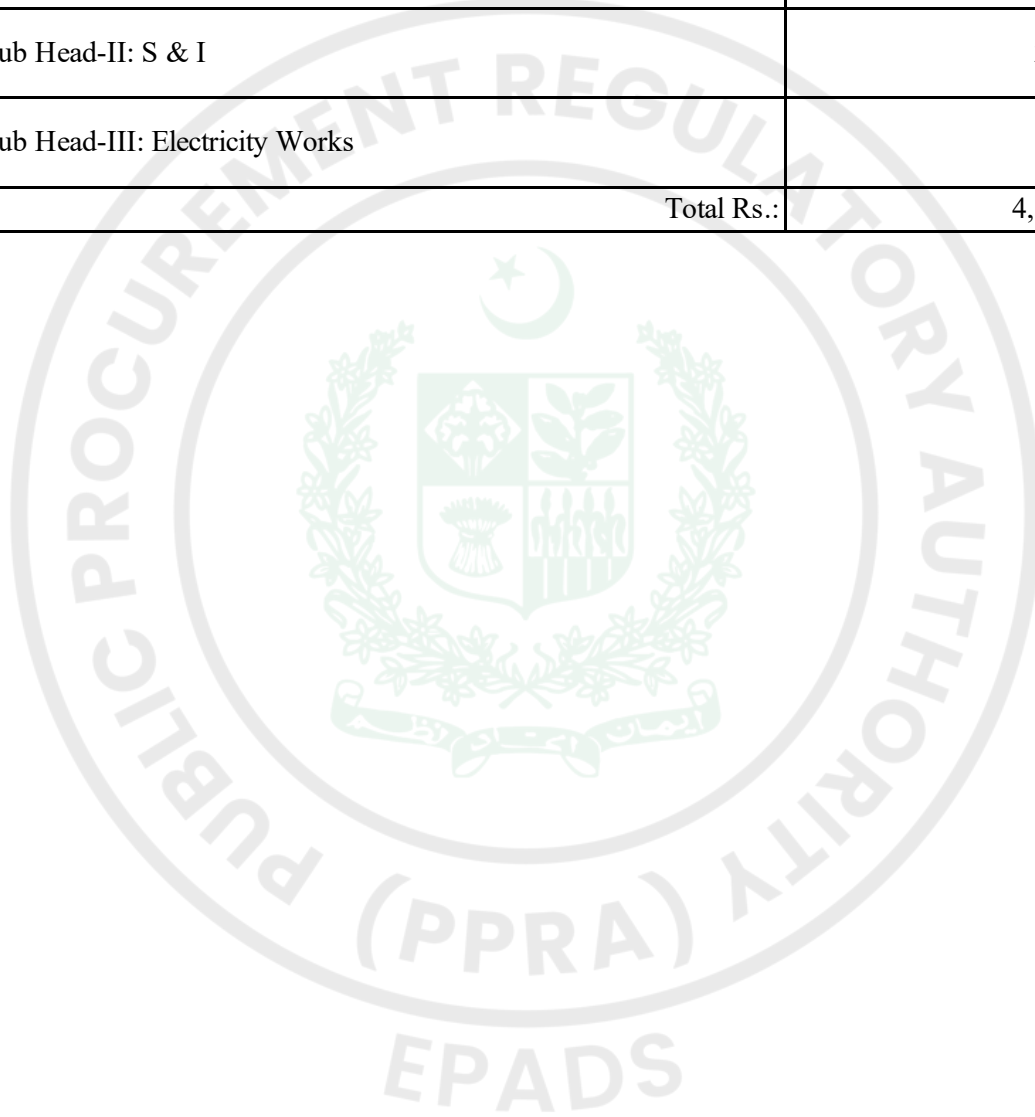 ub Head-II: S & I
ub Head-III: Electricity Works
Total Rs.: 4,
PUBLIC PROCUREMENT REGULATORY AUTHORITY
(PPRA)
EPADS